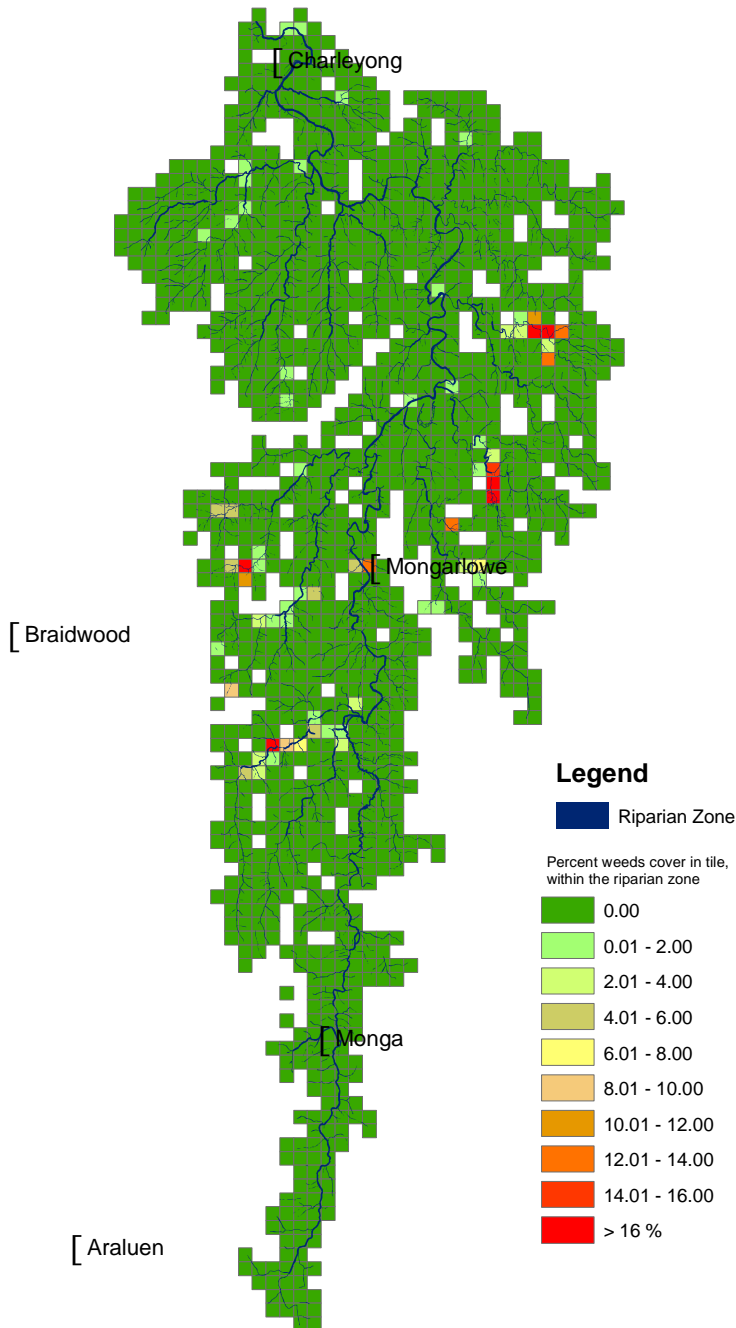 [ Charleyong
[ Mongarlowe
[ Braidwood
[ Monga
[ Araluen
Legend
Riparian Zone
Percent weeds cover in tile,
within the riparian zone
0.00
0.01 - 2.00
2.01 - 4.00
4.01 - 6.00
6.01 - 8.00
8.01 - 10.00
10.01 - 12.00
12.01 - 14.00
14.01 - 16.00
> 16 %